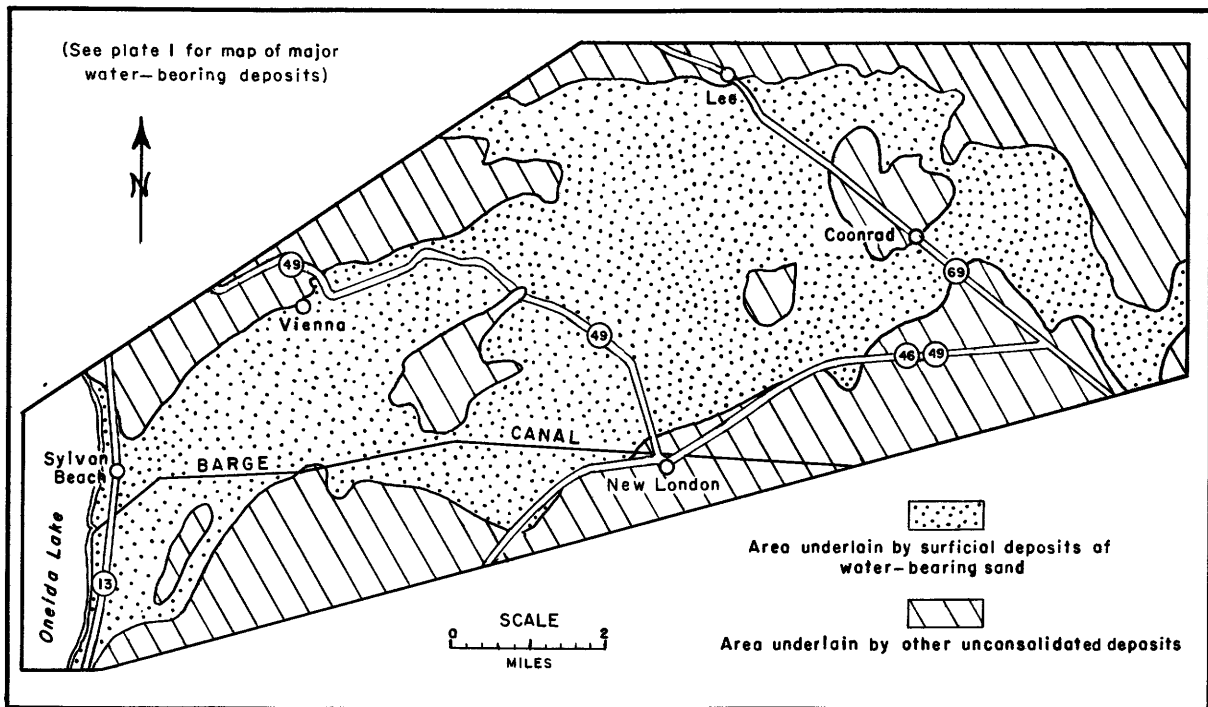 (See plate I for map of major
water-bearing deposits)
N
Lee
Coonrad
69
49
Vienna
49
46 49
Sylvan
Beach
BARGE
CANAL
New London
Oneida Lake
13
SCALE
0 2
MILES
Area underlain by surficial deposits of
water-bearing sand
Area underlain by other unconsolidated deposits